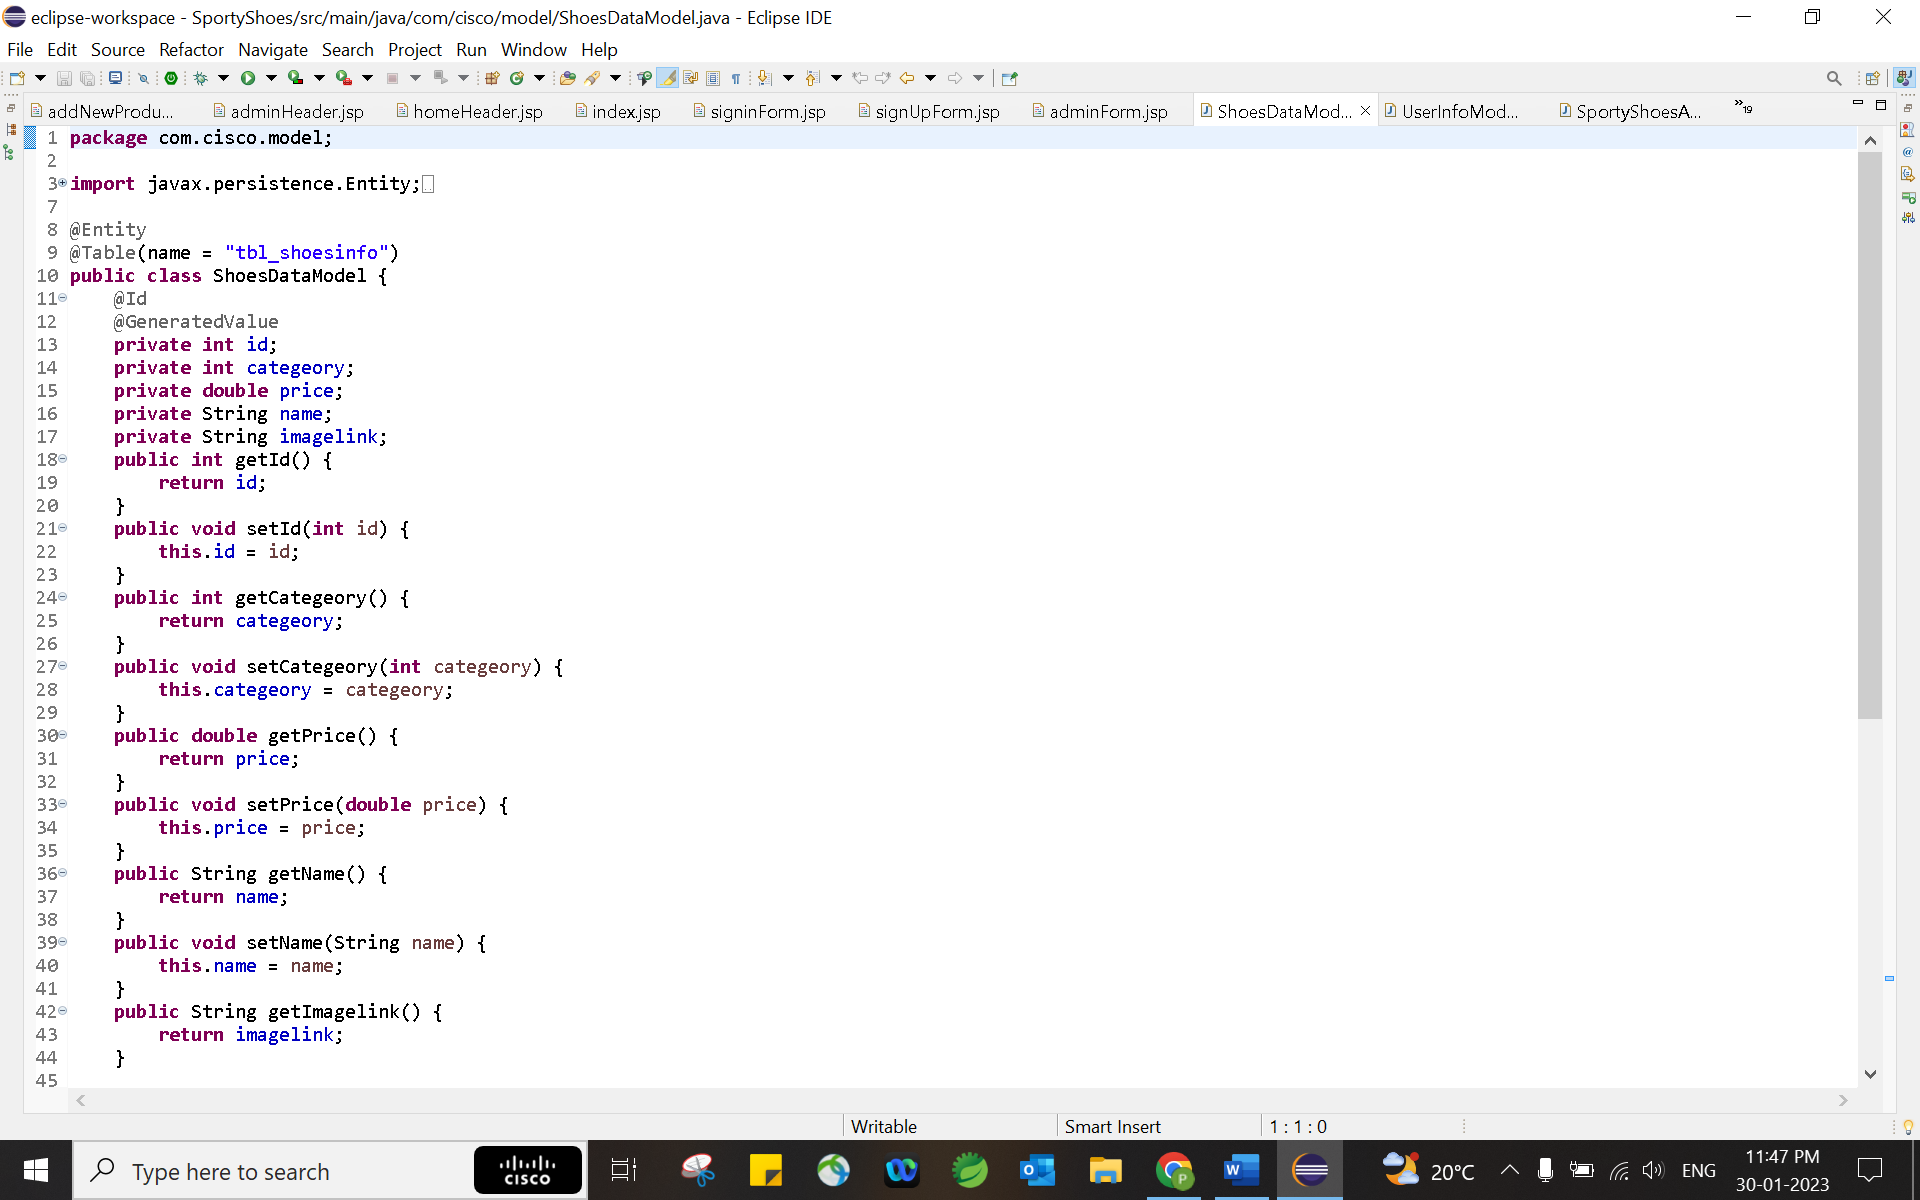 eclipse-workspace - SportyShoes/src/main/java/com/cisco/model/ShoesDataModel.java - Eclipse IDE
File Edit Source Refactor Navigate Search Project Run Window Help
addNewProdu... adminHeader.jsp homeHeader.jsp index.jsp signinForm.jsp signUpForm.jsp adminForm.jsp ShoesDataMod... UserInfoMod... SportyShoesA... »19
1 package com.cisco.model;
2
3 import javax.persistence.Entity;
7
8 @Entity
9 @Table(name = "tbl_shoesinfo")
10 public class ShoesDataModel {
11 @Id
12 @GeneratedValue
13 private int id;
14 private int categeory;
15 private double price;
16 private String name;
17 private String imagelink;
18 public int getId() {
19 return id;
20 }
21 public void setId(int id) {
22 this.id = id;
23 }
24 public int getCategeory() {
25 return categeory;
26 }
27 public void setCategeory(int categeory) {
28 this.categeory = categeory;
29 }
30 public double getPrice() {
31 return price;
32 }
33 public void setPrice(double price) {
34 this.price = price;
35 }
36 public String getName() {
37 return name;
38 }
39 public void setName(String name) {
40 this.name = name;
41 }
42 public String getImagelink() {
43 return imagelink;
44 }
45
Writable Smart Insert 1 : 1 : 0
Type here to search cisco 20°C ENG 11:47 PM
30-01-2023